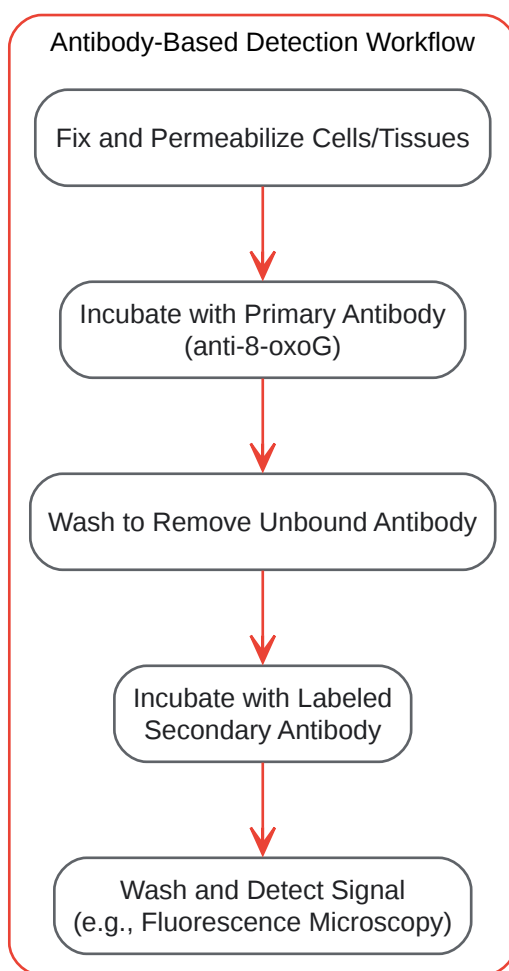 Antibody-Based Detection Workflow
Fix and Permeabilize Cells/Tissues
Incubate with Primary Antibody
(anti-8-oxoG)
Wash to Remove Unbound Antibody
Incubate with Labeled
Secondary Antibody
Wash and Detect Signal
(e.g., Fluorescence Microscopy)